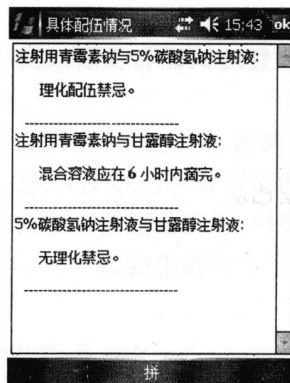 具体配伍情况 15:43 ok
注射用青霉素钠与5%碳酸氢钠注射液:
理化配伍禁忌。
----------------------------
注射用青霉素钠与甘露醇注射液:
混合溶液应在6小时内滴完。
----------------------------
5%碳酸氢钠注射液与甘露醇注射液:
无理化禁忌。
----------------------------
拼